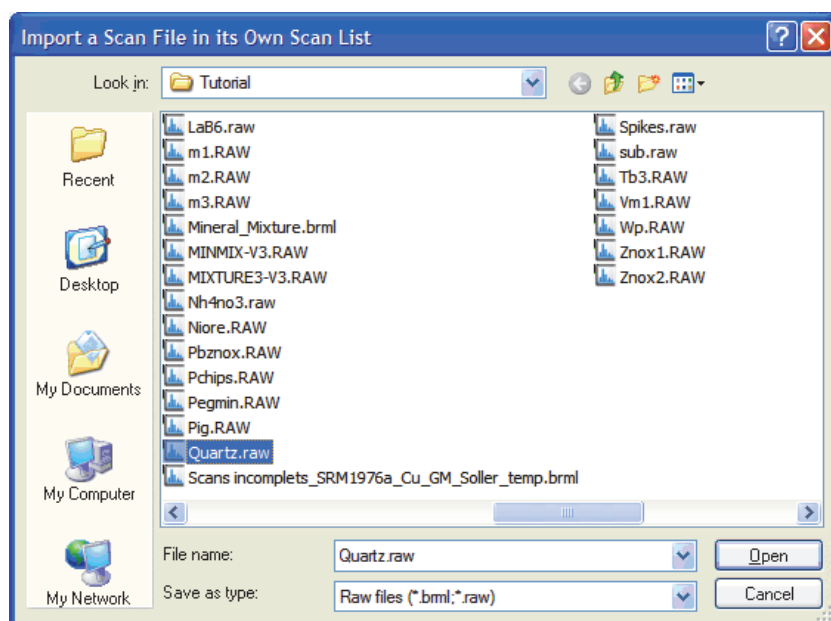 Import a Scan File in its Own Scan List
Look in:
Tutorial
Recent
Desktop
My Documents
My Computer
My Network
LaB6.raw
m1.RAW
m2.RAW
m3.RAW
Mineral_Mixture.brml
MINMIX-V3.RAW
MIXTURE3-V3.RAW
Nh4no3.raw
Niore.RAW
Pbznox.RAW
Pchips.RAW
Pegmin.RAW
Pig.RAW
Quartz.raw
Scans incomplets_SRM1976a_Cu_GM_Soller_temp.brml
Spikes.raw
sub.raw
Tb3.RAW
Vm1.RAW
Wp.RAW
Znox1.RAW
Znox2.RAW
File name:
Quartz.raw
Open
Save as type:
Raw files (*.brml;*.raw)
Cancel